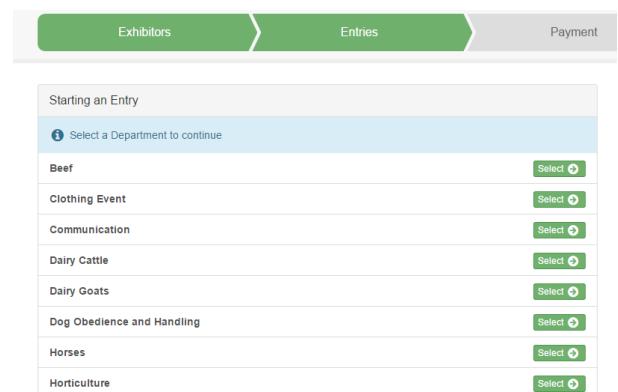 Exhibitors Entries Payment
Starting an Entry
Select a Department to continue
Beef Select
Clothing Event Select
Communication Select
Dairy Cattle Select
Dairy Goats Select
Dog Obedience and Handling Select
Horses Select
Horticulture Select